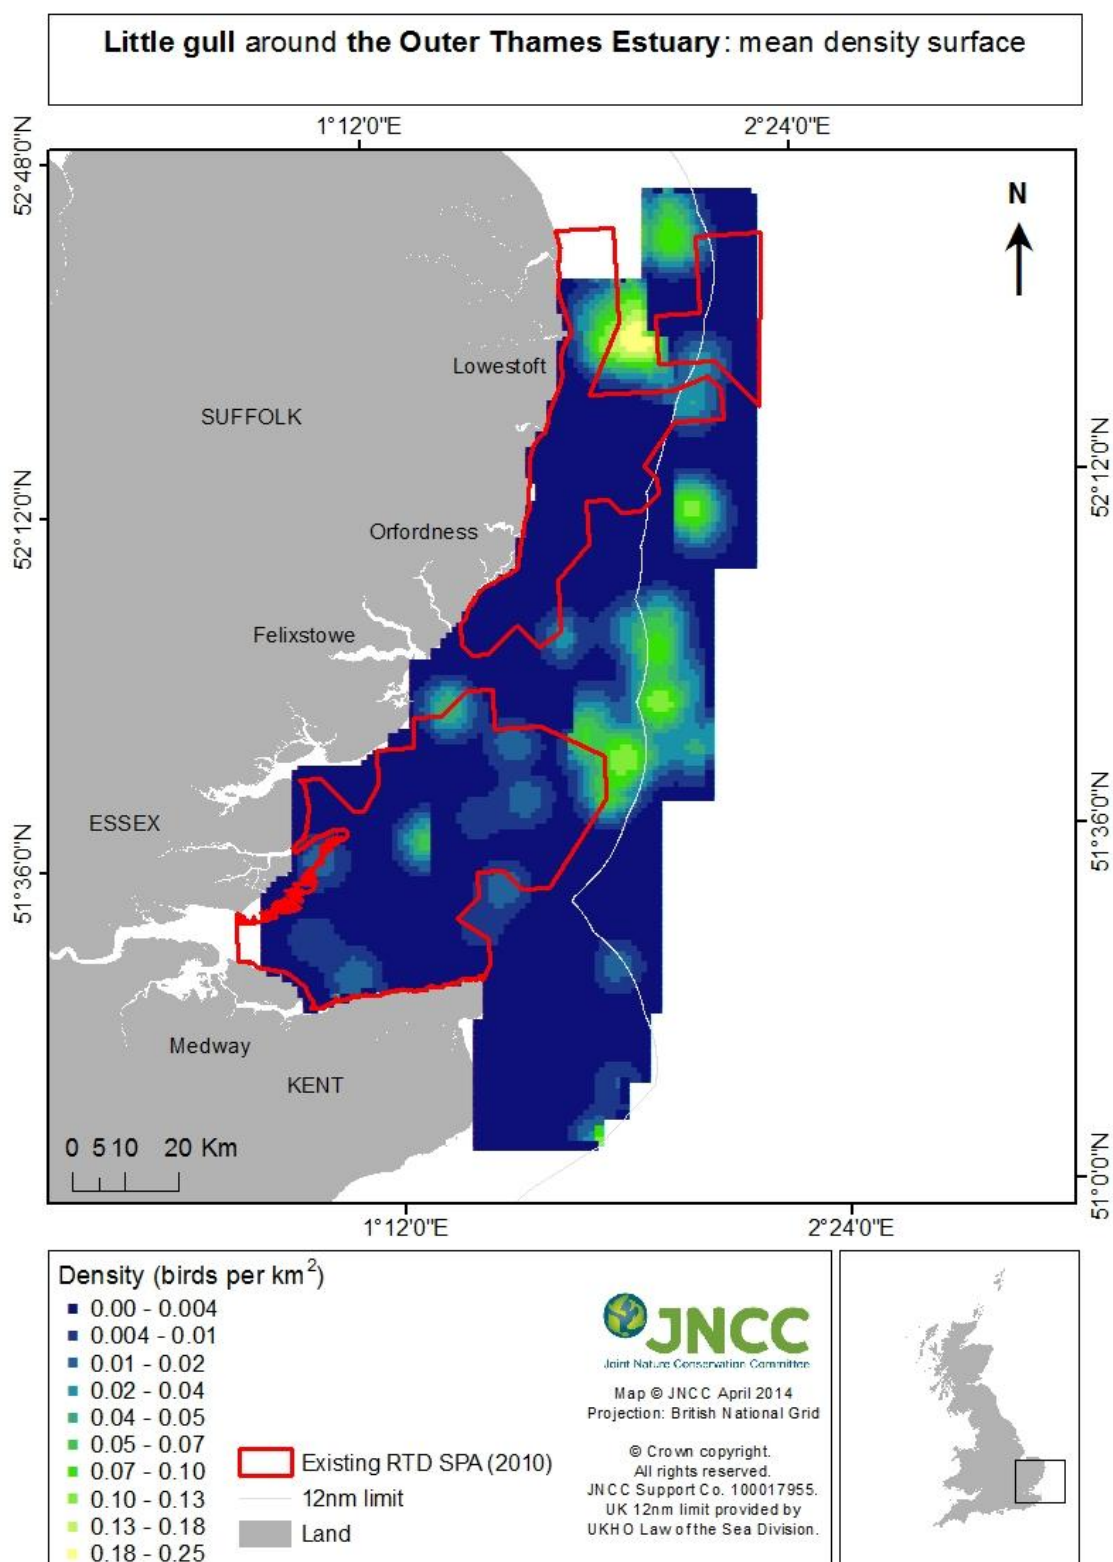 Little gull around the Outer Thames Estuary: mean density surface
1°12'0"E 2°24'0"E
52°48'0"N
N
Lowestoft
SUFFOLK
52°12'0"N
52°12'0"N
Orfordness
Felixstowe
ESSEX
51°36'0"N
51°36'0"N
Medway
KENT
0 5 10 20 Km
51°0'0"N
1°12'0"E 2°24'0"E
Density (birds per km²)
0.00 - 0.004
0.004 - 0.01
0.01 - 0.02
0.02 - 0.04
0.04 - 0.05
0.05 - 0.07
0.07 - 0.10
0.10 - 0.13
0.13 - 0.18
0.18 - 0.25
Existing RTD SPA (2010)
12nm limit
Land
JNCC
Joint Nature Conservation Committee
Map © JNCC April 2014
Projection: British National Grid
© Crown copyright.
All rights reserved.
JNCC Support Co. 100017955.
UK 12nm limit provided by
UKHO Law of the Sea Division.